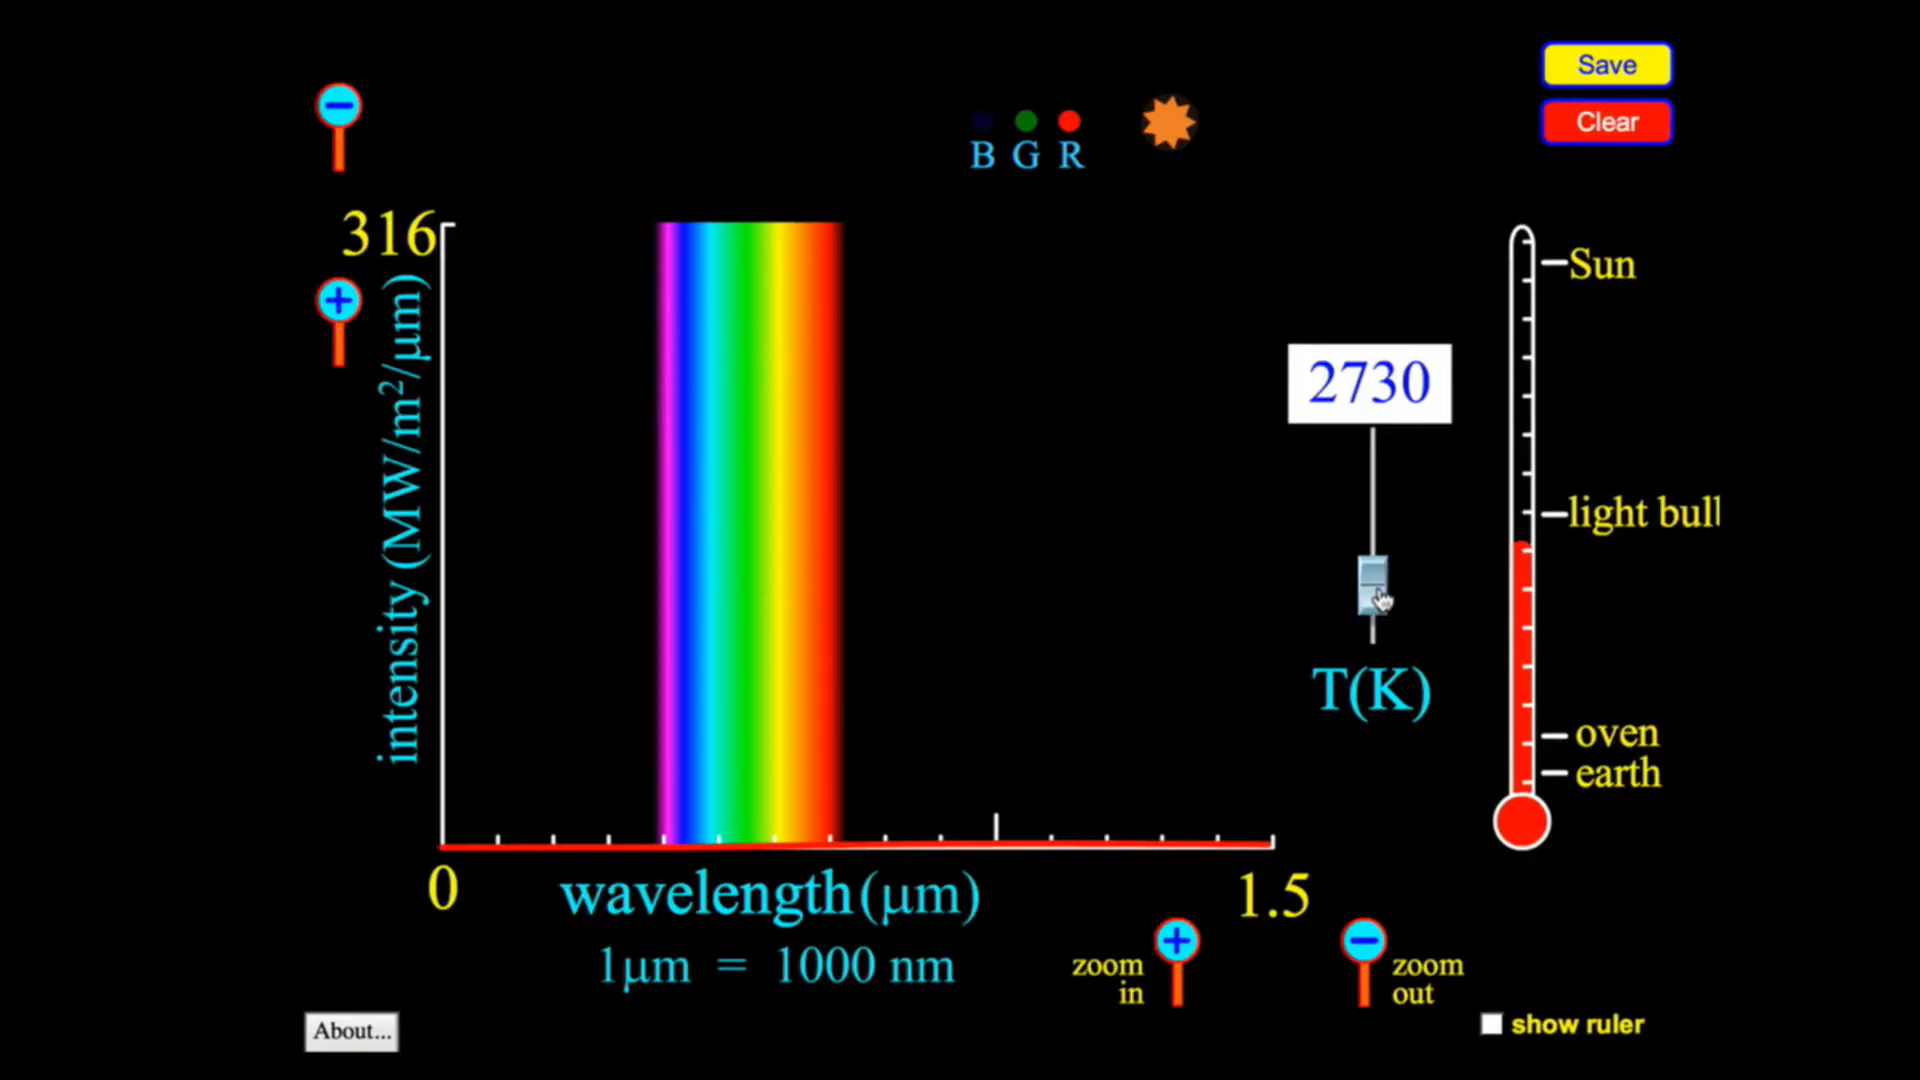 Save
Clear
B G R
316
intensity (MW/m²/μm)
Sun
2730
light bul
T(K)
oven
earth
0
wavelength (μm)
1.5
1μm = 1000 nm
zoom in
zoom out
About...
show ruler